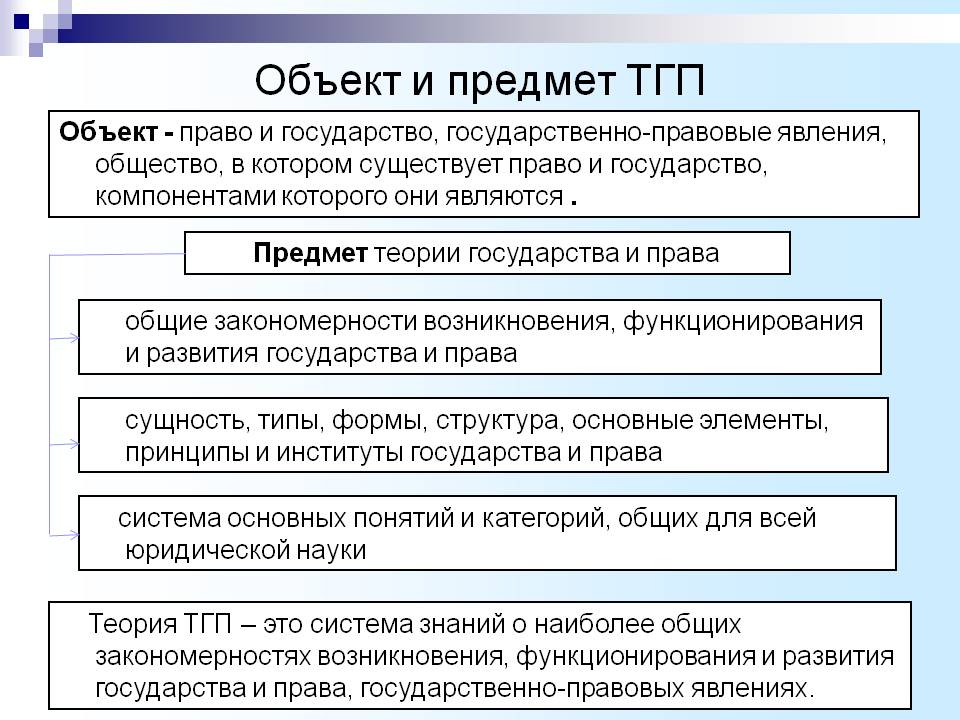 Объект и предмет ТГП
Объект - право и государство, государственно-правовые явления,
общество, в котором существует право и государство,
компонентами которого они являются .
Предмет теории государства и права
общие закономерности возникновения, функционирования
и развития государства и права
сущность, типы, формы, структура, основные элементы,
принципы и институты государства и права
система основных понятий и категорий, общих для всей
юридической науки
Теория ТГП – это система знаний о наиболее общих
закономерностях возникновения, функционирования и развития
государства и права, государственно-правовых явлениях.